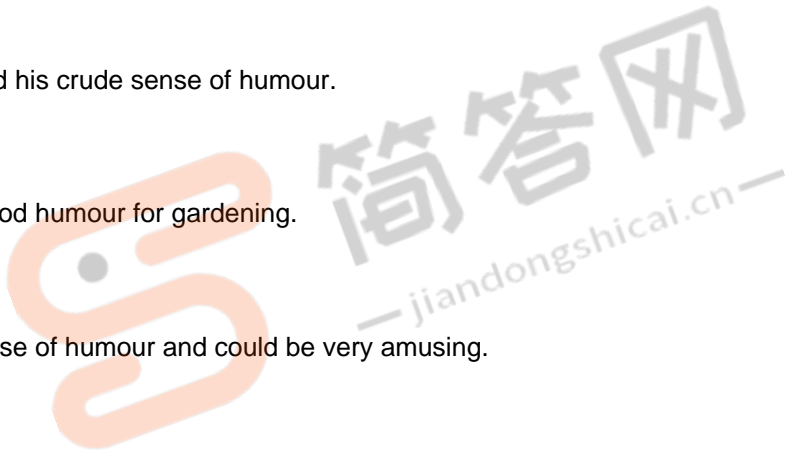 d his crude sense of humour.
简答网
od humour for gardening.
jiandongshicai.cn
se of humour and could be very amusing.